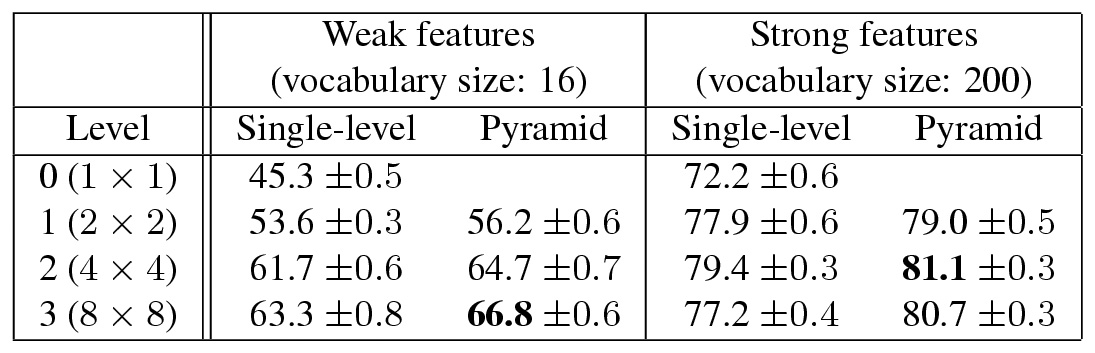 Weak features Strong features
(vocabulary size: 16) (vocabulary size: 200)
Level Single-level Pyramid Single-level Pyramid
0 (1 × 1) 45.3 ±0.5 72.2 ±0.6
1 (2 × 2) 53.6 ±0.3 56.2 ±0.6 77.9 ±0.6 79.0 ±0.5
2 (4 × 4) 61.7 ±0.6 64.7 ±0.7 79.4 ±0.3 81.1 ±0.3
3 (8 × 8) 63.3 ±0.8 66.8 ±0.6 77.2 ±0.4 80.7 ±0.3